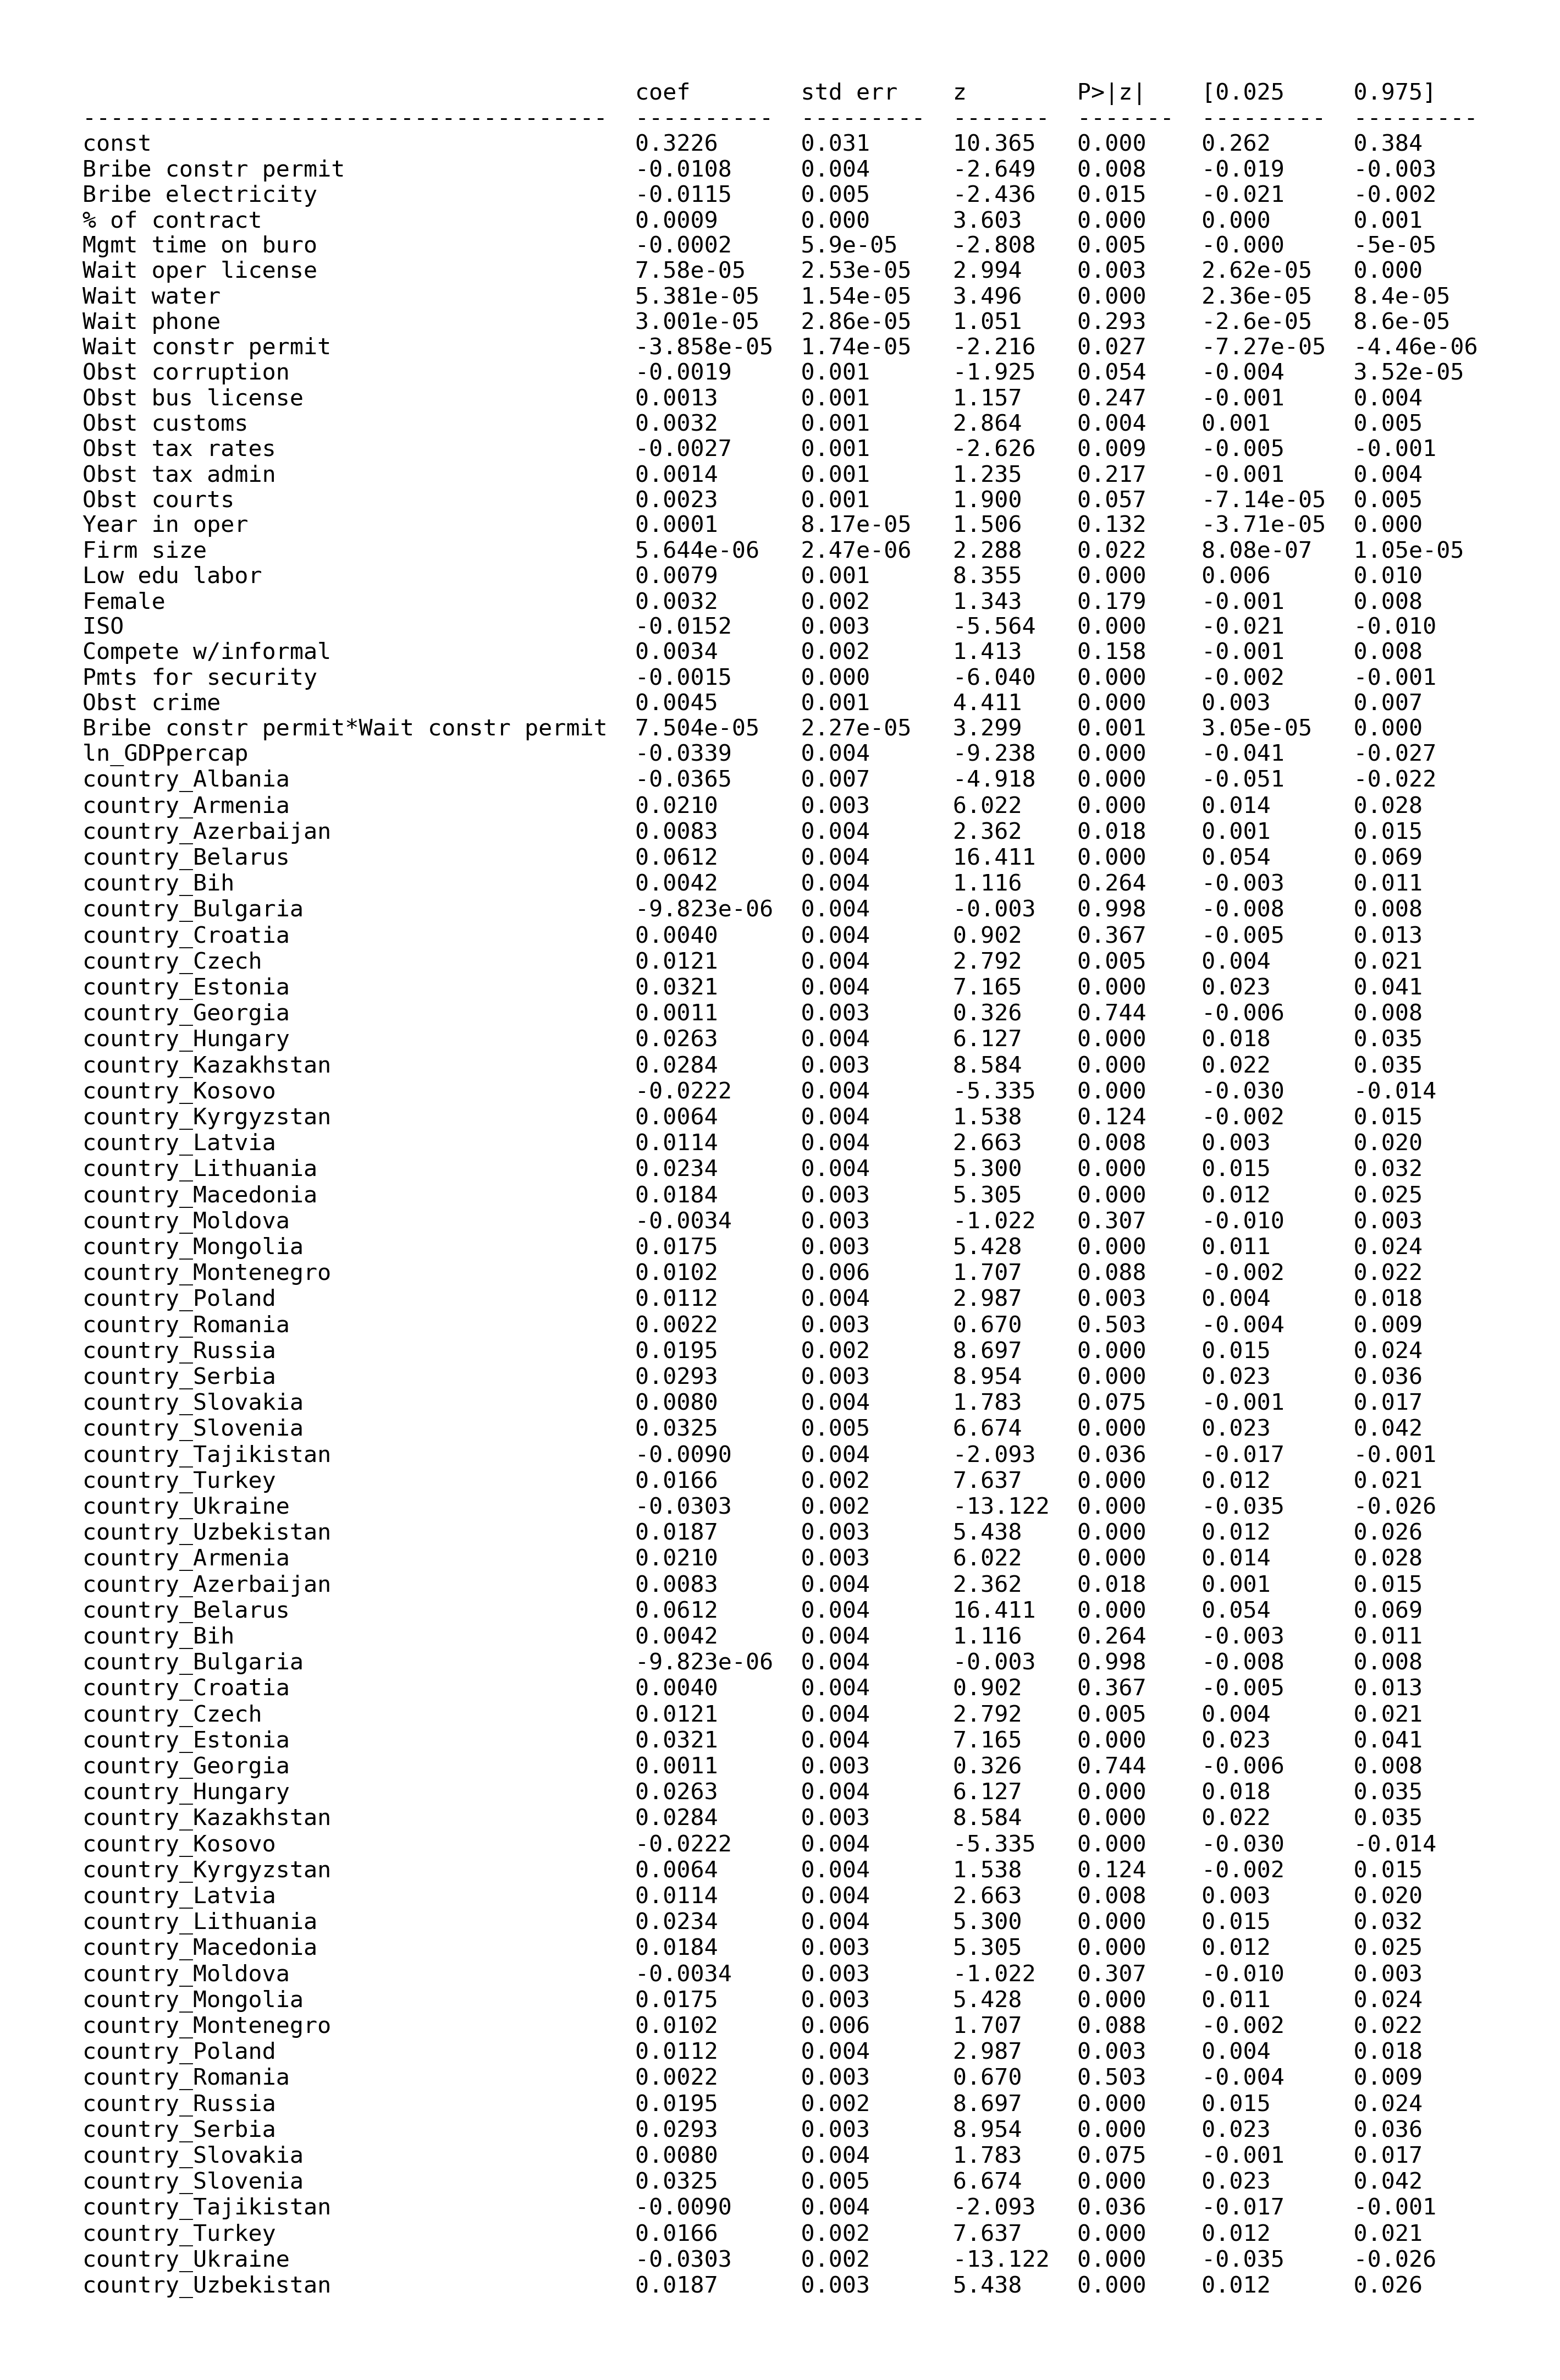 coef std err z P>|z| [0.025 0.975]
-------------------------------------- ---------- --------- ------- ------- --------- ---------
const 0.3226 0.031 10.365 0.000 0.262 0.384
Bribe constr permit -0.0108 0.004 -2.649 0.008 -0.019 -0.003
Bribe electricity -0.0115 0.005 -2.436 0.015 -0.021 -0.002
% of contract 0.0009 0.000 3.603 0.000 0.000 0.001
Mgmt time on buro -0.0002 5.9e-05 -2.808 0.005 -0.000 -5e-05
Wait oper license 7.58e-05 2.53e-05 2.994 0.003 2.62e-05 0.000
Wait water 5.381e-05 1.54e-05 3.496 0.000 2.36e-05 8.4e-05
Wait phone 3.001e-05 2.86e-05 1.051 0.293 -2.6e-05 8.6e-05
Wait constr permit -3.858e-05 1.74e-05 -2.216 0.027 -7.27e-05 -4.46e-06
Obst corruption -0.0019 0.001 -1.925 0.054 -0.004 3.52e-05
Obst bus license 0.0013 0.001 1.157 0.247 -0.001 0.004
Obst customs 0.0032 0.001 2.864 0.004 0.001 0.005
Obst tax rates -0.0027 0.001 -2.626 0.009 -0.005 -0.001
Obst tax admin 0.0014 0.001 1.235 0.217 -0.001 0.004
Obst courts 0.0023 0.001 1.900 0.057 -7.14e-05 0.005
Year in oper 0.0001 8.17e-05 1.506 0.132 -3.71e-05 0.000
Firm size 5.644e-06 2.47e-06 2.288 0.022 8.08e-07 1.05e-05
Low edu labor 0.0079 0.001 8.355 0.000 0.006 0.010
Female 0.0032 0.002 1.343 0.179 -0.001 0.008
ISO -0.0152 0.003 -5.564 0.000 -0.021 -0.010
Compete w/informal 0.0034 0.002 1.413 0.158 -0.001 0.008
Pmts for security -0.0015 0.000 -6.040 0.000 -0.002 -0.001
Obst crime 0.0045 0.001 4.411 0.000 0.003 0.007
Bribe constr permit*Wait constr permit 7.504e-05 2.27e-05 3.299 0.001 3.05e-05 0.000
ln_GDPpercap -0.0339 0.004 -9.238 0.000 -0.041 -0.027
country_Albania -0.0365 0.007 -4.918 0.000 -0.051 -0.022
country_Armenia 0.0210 0.003 6.022 0.000 0.014 0.028
country_Azerbaijan 0.0083 0.004 2.362 0.018 0.001 0.015
country_Belarus 0.0612 0.004 16.411 0.000 0.054 0.069
country_Bih 0.0042 0.004 1.116 0.264 -0.003 0.011
country_Bulgaria -9.823e-06 0.004 -0.003 0.998 -0.008 0.008
country_Croatia 0.0040 0.004 0.902 0.367 -0.005 0.013
country_Czech 0.0121 0.004 2.792 0.005 0.004 0.021
country_Estonia 0.0321 0.004 7.165 0.000 0.023 0.041
country_Georgia 0.0011 0.003 0.326 0.744 -0.006 0.008
country_Hungary 0.0263 0.004 6.127 0.000 0.018 0.035
country_Kazakhstan 0.0284 0.003 8.584 0.000 0.022 0.035
country_Kosovo -0.0222 0.004 -5.335 0.000 -0.030 -0.014
country_Kyrgyzstan 0.0064 0.004 1.538 0.124 -0.002 0.015
country_Latvia 0.0114 0.004 2.663 0.008 0.003 0.020
country_Lithuania 0.0234 0.004 5.300 0.000 0.015 0.032
country_Macedonia 0.0184 0.003 5.305 0.000 0.012 0.025
country_Moldova -0.0034 0.003 -1.022 0.307 -0.010 0.003
country_Mongolia 0.0175 0.003 5.428 0.000 0.011 0.024
country_Montenegro 0.0102 0.006 1.707 0.088 -0.002 0.022
country_Poland 0.0112 0.004 2.987 0.003 0.004 0.018
country_Romania 0.0022 0.003 0.670 0.503 -0.004 0.009
country_Russia 0.0195 0.002 8.697 0.000 0.015 0.024
country_Serbia 0.0293 0.003 8.954 0.000 0.023 0.036
country_Slovakia 0.0080 0.004 1.783 0.075 -0.001 0.017
country_Slovenia 0.0325 0.005 6.674 0.000 0.023 0.042
country_Tajikistan -0.0090 0.004 -2.093 0.036 -0.017 -0.001
country_Turkey 0.0166 0.002 7.637 0.000 0.012 0.021
country_Ukraine -0.0303 0.002 -13.122 0.000 -0.035 -0.026
country_Uzbekistan 0.0187 0.003 5.438 0.000 0.012 0.026
country_Armenia 0.0210 0.003 6.022 0.000 0.014 0.028
country_Azerbaijan 0.0083 0.004 2.362 0.018 0.001 0.015
country_Belarus 0.0612 0.004 16.411 0.000 0.054 0.069
country_Bih 0.0042 0.004 1.116 0.264 -0.003 0.011
country_Bulgaria -9.823e-06 0.004 -0.003 0.998 -0.008 0.008
country_Croatia 0.0040 0.004 0.902 0.367 -0.005 0.013
country_Czech 0.0121 0.004 2.792 0.005 0.004 0.021
country_Estonia 0.0321 0.004 7.165 0.000 0.023 0.041
country_Georgia 0.0011 0.003 0.326 0.744 -0.006 0.008
country_Hungary 0.0263 0.004 6.127 0.000 0.018 0.035
country_Kazakhstan 0.0284 0.003 8.584 0.000 0.022 0.035
country_Kosovo -0.0222 0.004 -5.335 0.000 -0.030 -0.014
country_Kyrgyzstan 0.0064 0.004 1.538 0.124 -0.002 0.015
country_Latvia 0.0114 0.004 2.663 0.008 0.003 0.020
country_Lithuania 0.0234 0.004 5.300 0.000 0.015 0.032
country_Macedonia 0.0184 0.003 5.305 0.000 0.012 0.025
country_Moldova -0.0034 0.003 -1.022 0.307 -0.010 0.003
country_Mongolia 0.0175 0.003 5.428 0.000 0.011 0.024
country_Montenegro 0.0102 0.006 1.707 0.088 -0.002 0.022
country_Poland 0.0112 0.004 2.987 0.003 0.004 0.018
country_Romania 0.0022 0.003 0.670 0.503 -0.004 0.009
country_Russia 0.0195 0.002 8.697 0.000 0.015 0.024
country_Serbia 0.0293 0.003 8.954 0.000 0.023 0.036
country_Slovakia 0.0080 0.004 1.783 0.075 -0.001 0.017
country_Slovenia 0.0325 0.005 6.674 0.000 0.023 0.042
country_Tajikistan -0.0090 0.004 -2.093 0.036 -0.017 -0.001
country_Turkey 0.0166 0.002 7.637 0.000 0.012 0.021
country_Ukraine -0.0303 0.002 -13.122 0.000 -0.035 -0.026
country_Uzbekistan 0.0187 0.003 5.438 0.000 0.012 0.026